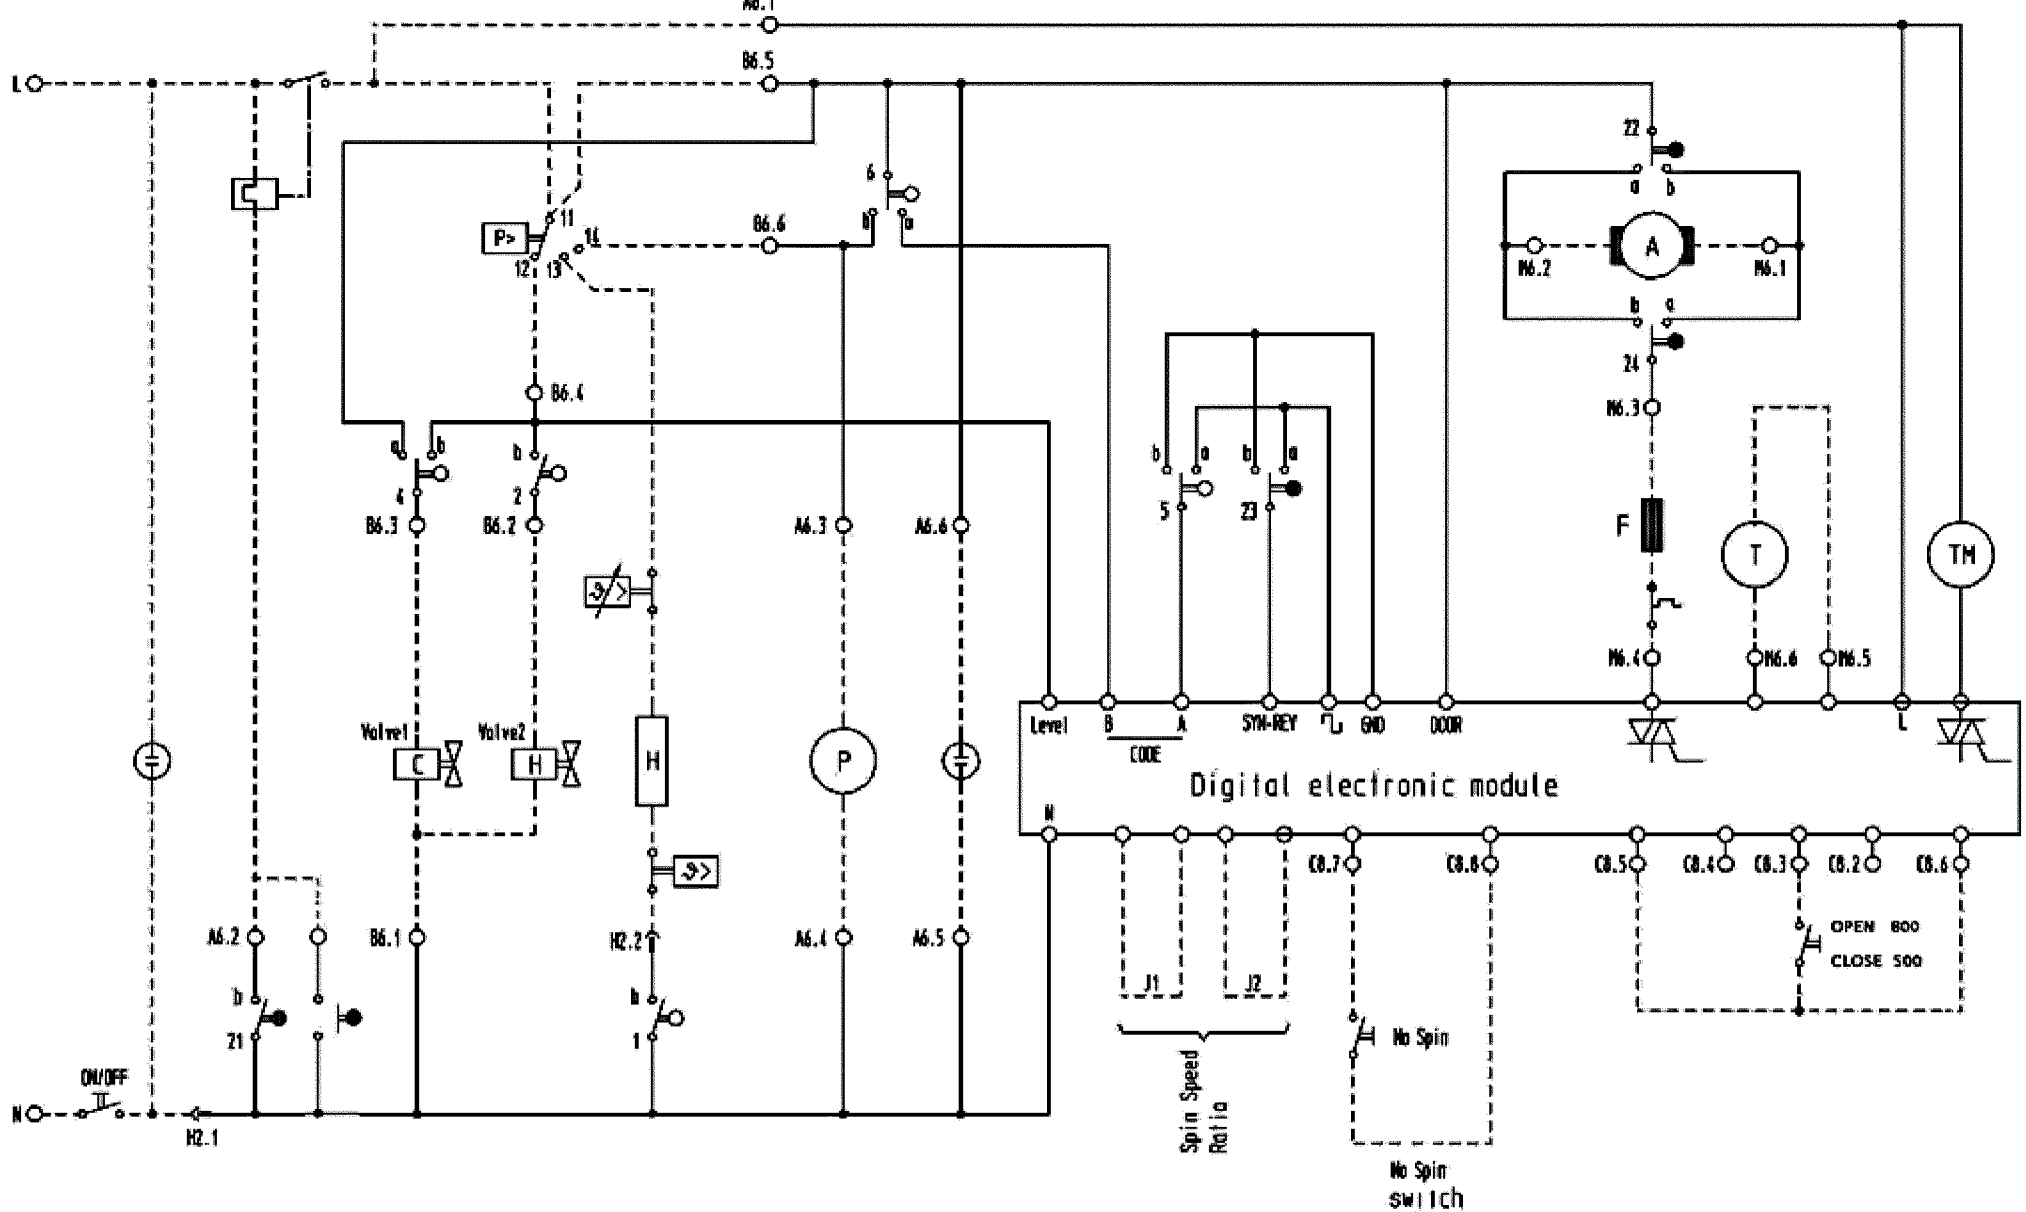 A6.1
B6.5
L
22
6
a b
b a
11
P>
14
B6.6
A
12 13
M6.2 M6.1
b a
24
B6.4
M6.3
a b b
b a b a
4 2
5 23
B6.3 B6.2 A6.3 A6.6
F T TM
ϑ >
M6.4 M6.6 M6.5
Level B A SYN-REV GND DOOR L
CODE
Valve1 Valve2
C H H P
Digital electronic module
N
ϑ>
C8.7 C8.8 C8.5 C8.4 C8.3 C8.2 C8.6
A6.2 B6.1 H2.2 A6.4 A6.5
OPEN 800
CLOSE 500
J1 J2
b b
21 1
No Spin
Spin Speed
Ratio
ON/OFF
N
H2.1
No Spin
switch